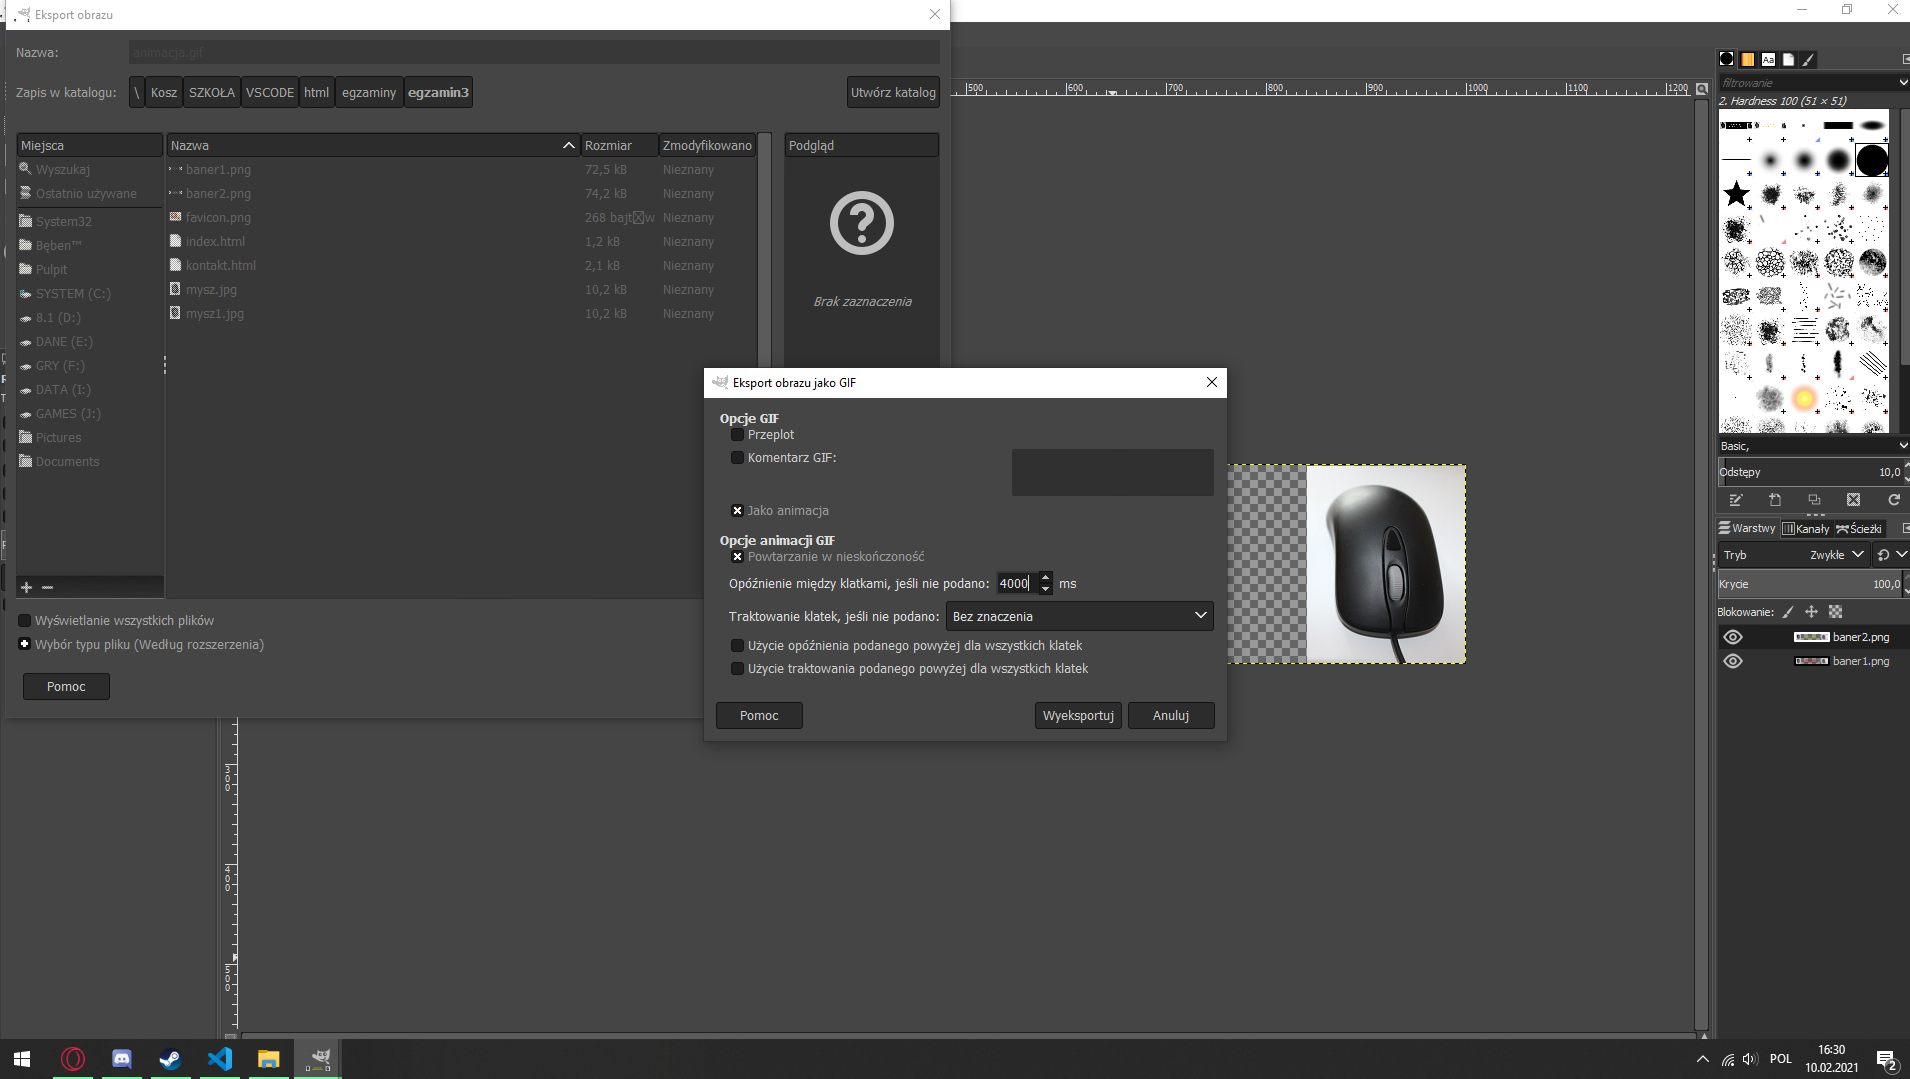 Eksport obrazu
Nazwa:
animacja.gif
Zapis w katalogu:
\
Kosz
SZKOŁA
VSCODE
html
egzaminy
egzamin3
Utwórz katalog
Miejsca
Wyszukaj
Ostatnio używane
System32
Bęben™
Pulpit
SYSTEM (C:)
8.1 (D:)
DANE (E:)
GRY (F:)
DATA (I:)
GAMES (J:)
Pictures
Documents
Nazwa Rozmiar Zmodyfikowano
baner1.png 72,5 kB Nieznany
baner2.png 74,2 kB Nieznany
favicon.png 268 bajt☒w Nieznany
index.html 1,2 kB Nieznany
kontakt.html 2,1 kB Nieznany
mysz.jpg 10,2 kB Nieznany
mysz1.jpg 10,2 kB Nieznany
Podgląd
Brak zaznaczenia
Wyświetlanie wszystkich plików
Wybór typu pliku (Według rozszerzenia)
Pomoc
Eksport obrazu jako GIF
Opcje GIF
Przeplot
Komentarz GIF:
Jako animacja
Opcje animacji GIF
Powtarzanie w nieskończoność
Opóźnienie między klatkami, jeśli nie podano: 4000 ms
Traktowanie klatek, jeśli nie podano: Bez znaczenia
Użycie opóźnienia podanego powyżej dla wszystkich klatek
Użycie traktowania podanego powyżej dla wszystkich klatek
Pomoc
Wyeksportuj
Anuluj
500 600 700 800 900 1000 1100 1200
300
400
500
Aa
filtrowanie
2. Hardness 100 (51 × 51)
Basic,
Odstępy 10,0
Warstwy Kanały Ścieżki
Tryb Zwykłe
Krycie 100,0
Blokowanie:
baner2.png
baner1.png
POL
16:30
10.02.2021
2